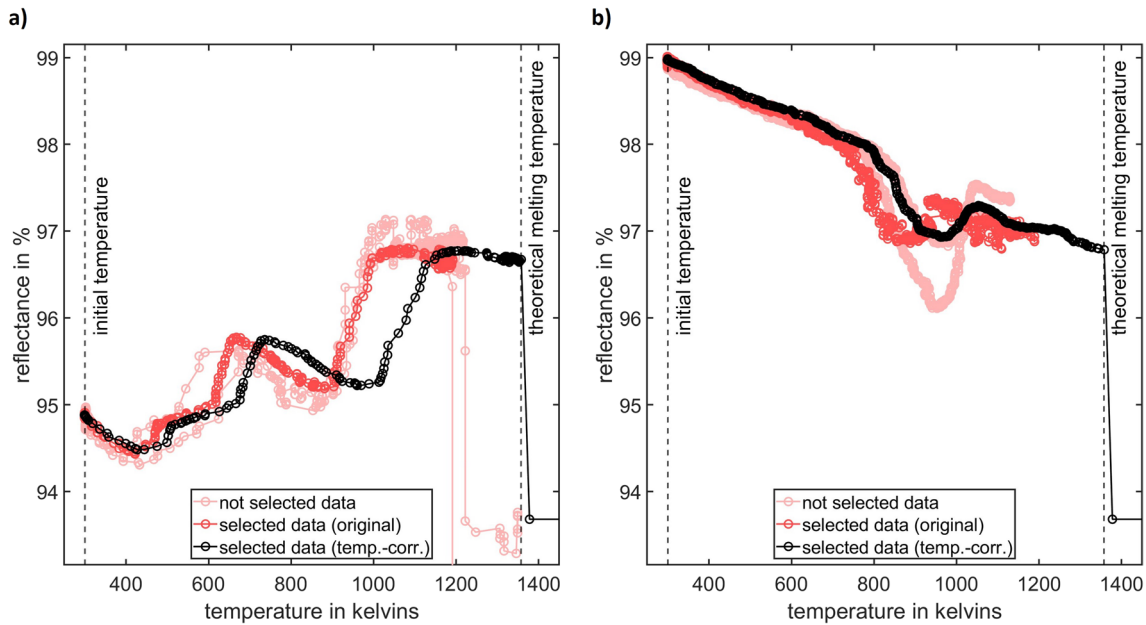 a)
99
98
97
96
95
94
reflectance in %
initial temperature
theoretical melting temperature
not selected data
selected data (original)
selected data (temp.-corr.)
400 600 800 1000 1200 1400
temperature in kelvins
b)
99
98
97
96
95
94
reflectance in %
initial temperature
theoretical melting temperature
not selected data
selected data (original)
selected data (temp.-corr.)
400 600 800 1000 1200 1400
temperature in kelvins